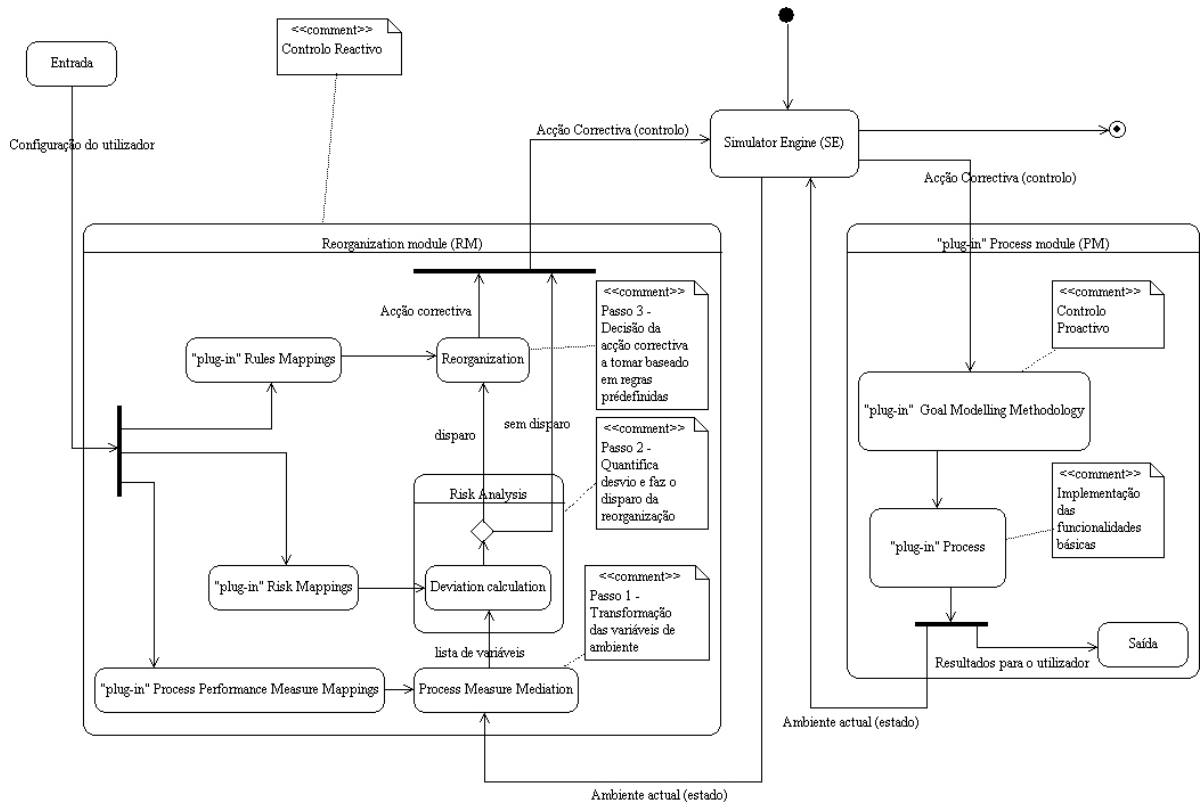 <<comment>>
Controlo Reactivo
Entrada
Configuração do utilizador
Acção Correctiva (controlo)
Simulator Engine (SE)
Acção Correctiva (controlo)
Reorganization module (RM)
"plug-in" Process module (PM)
<<comment>>
Passo 3 -
Decisão da
acção correctiva
a tomar baseado
em regras
prédefinidas
<<comment>>
Controlo
Proactivo
Acção correctiva
"plug-in" Rules Mappings
Reorganization
"plug-in" Goal Modelling Methodology
disparo
sem disparo
<<comment>>
Passo 2 -
Quantifica
desvio e faz o
disparo da
reorganização
<<comment>>
Implementação
das
funcionalidades
básicas
Risk Analysis
"plug-in" Process
"plug-in" Risk Mappings
Deviation calculation
<<comment>>
Passo 1 -
Transformação
das variáveis de
ambiente
lista de variáveis
Saída
Resultados para o utilizador
"plug-in" Process Performance Measure Mappings
Process Measure Mediation
Ambiente actual (estado)
Ambiente actual (estado)